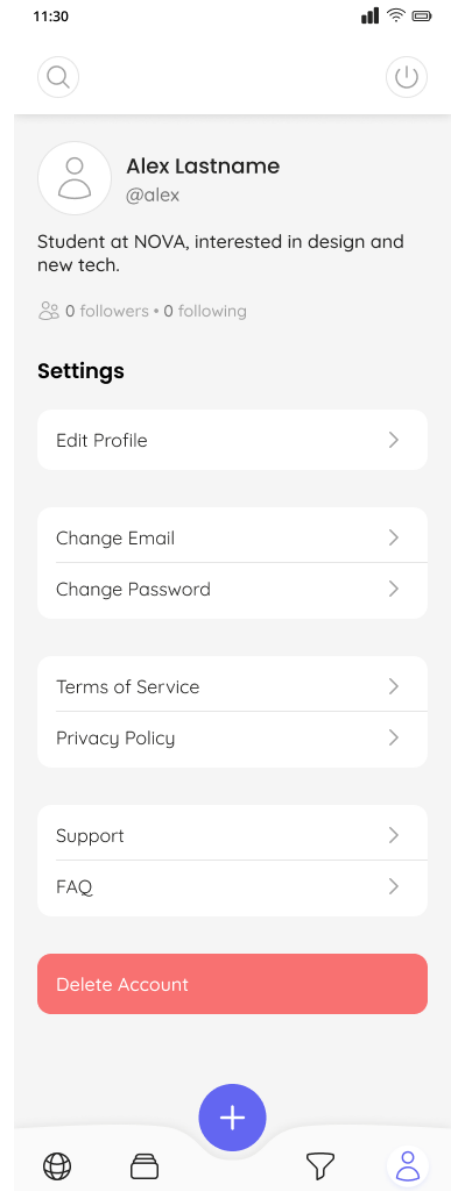 11:30
Alex Lastname
@alex
Student at NOVA, interested in design and
new tech.
0 followers • 0 following
Settings
Edit Profile
Change Email
Change Password
Terms of Service
Privacy Policy
Support
FAQ
Delete Account